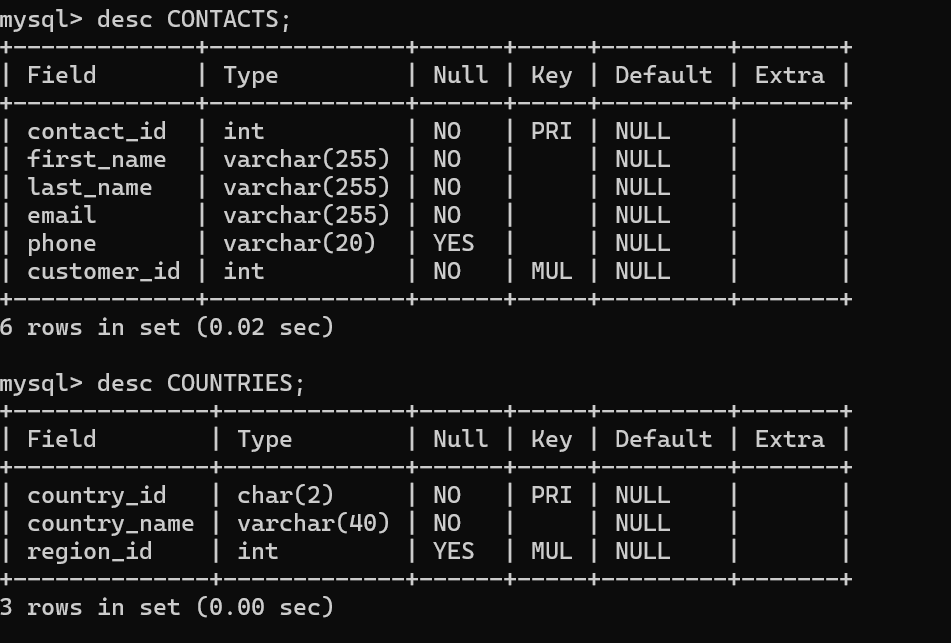 mysql> desc CONTACTS;
+-------------+--------------+------+-----+---------+-------+
| Field       | Type         | Null | Key | Default | Extra |
+-------------+--------------+------+-----+---------+-------+
| contact_id  | int          | NO   | PRI | NULL    |       |
| first_name  | varchar(255) | NO   |     | NULL    |       |
| last_name   | varchar(255) | NO   |     | NULL    |       |
| email       | varchar(255) | NO   |     | NULL    |       |
| phone       | varchar(20)  | YES  |     | NULL    |       |
| customer_id | int          | NO   | MUL | NULL    |       |
+-------------+--------------+------+-----+---------+-------+
6 rows in set (0.02 sec)

mysql> desc COUNTRIES;
+--------------+-------------+------+-----+---------+-------+
| Field        | Type        | Null | Key | Default | Extra |
+--------------+-------------+------+-----+---------+-------+
| country_id   | char(2)     | NO   | PRI | NULL    |       |
| country_name | varchar(40) | NO   |     | NULL    |       |
| region_id    | int         | YES  | MUL | NULL    |       |
+--------------+-------------+------+-----+---------+-------+
3 rows in set (0.00 sec)